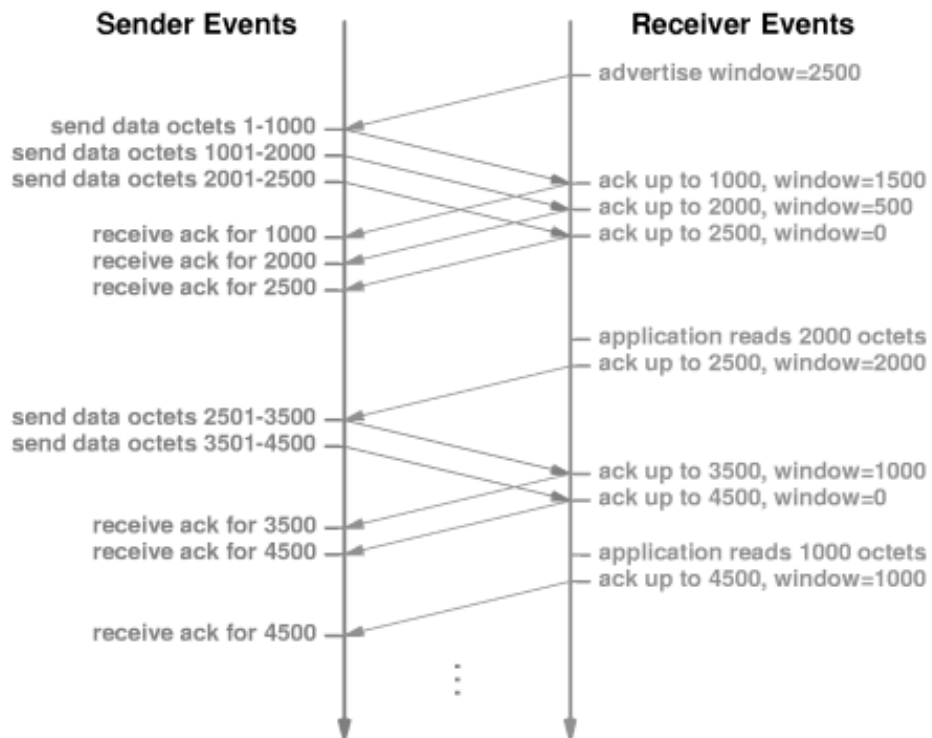 Sender Events
Receiver Events
advertise window=2500
send data octets 1-1000
send data octets 1001-2000
send data octets 2001-2500
ack up to 1000, window=1500
ack up to 2000, window=500
ack up to 2500, window=0
receive ack for 1000
receive ack for 2000
receive ack for 2500
application reads 2000 octets
ack up to 2500, window=2000
send data octets 2501-3500
send data octets 3501-4500
ack up to 3500, window=1000
ack up to 4500, window=0
receive ack for 3500
receive ack for 4500
application reads 1000 octets
ack up to 4500, window=1000
receive ack for 4500